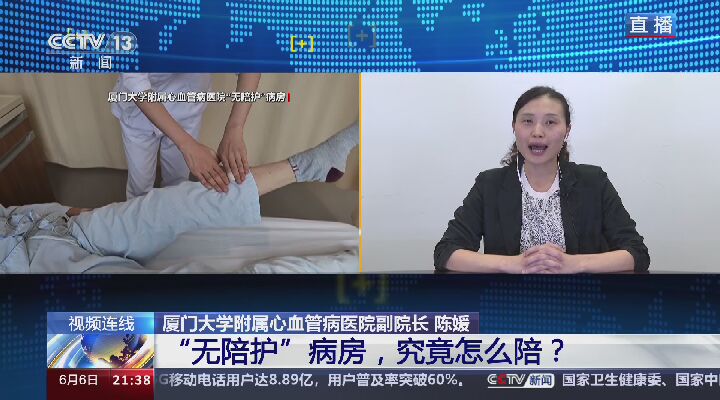 CCTV 13
新闻
[+]
[+]
直播
厦门大学附属心血管病医院“无陪护”病房
[+]
视频连线
厦门大学附属心血管病医院副院长 陈媛
“无陪护”病房，究竟怎么陪？
6月6日
21:38
G移动电话用户达8.89亿，用户普及率突破60%。
CCTV 新闻
国家卫生健康委、国家中